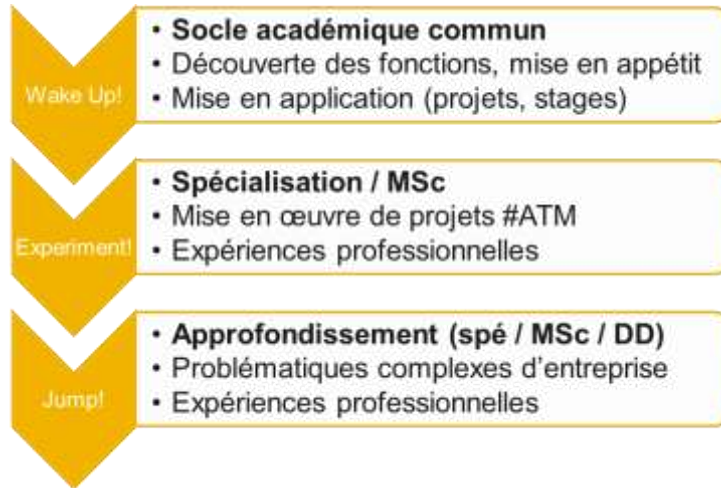 Wake Up!
• Socle académique commun
• Découverte des fonctions, mise en appétit
• Mise en application (projets, stages)
Experiment!
• Spécialisation / MSc
• Mise en œuvre de projets #ATM
• Expériences professionnelles
Jump!
• Approfondissement (spé / MSc / DD)
• Problématiques complexes d'entreprise
• Expériences professionnelles